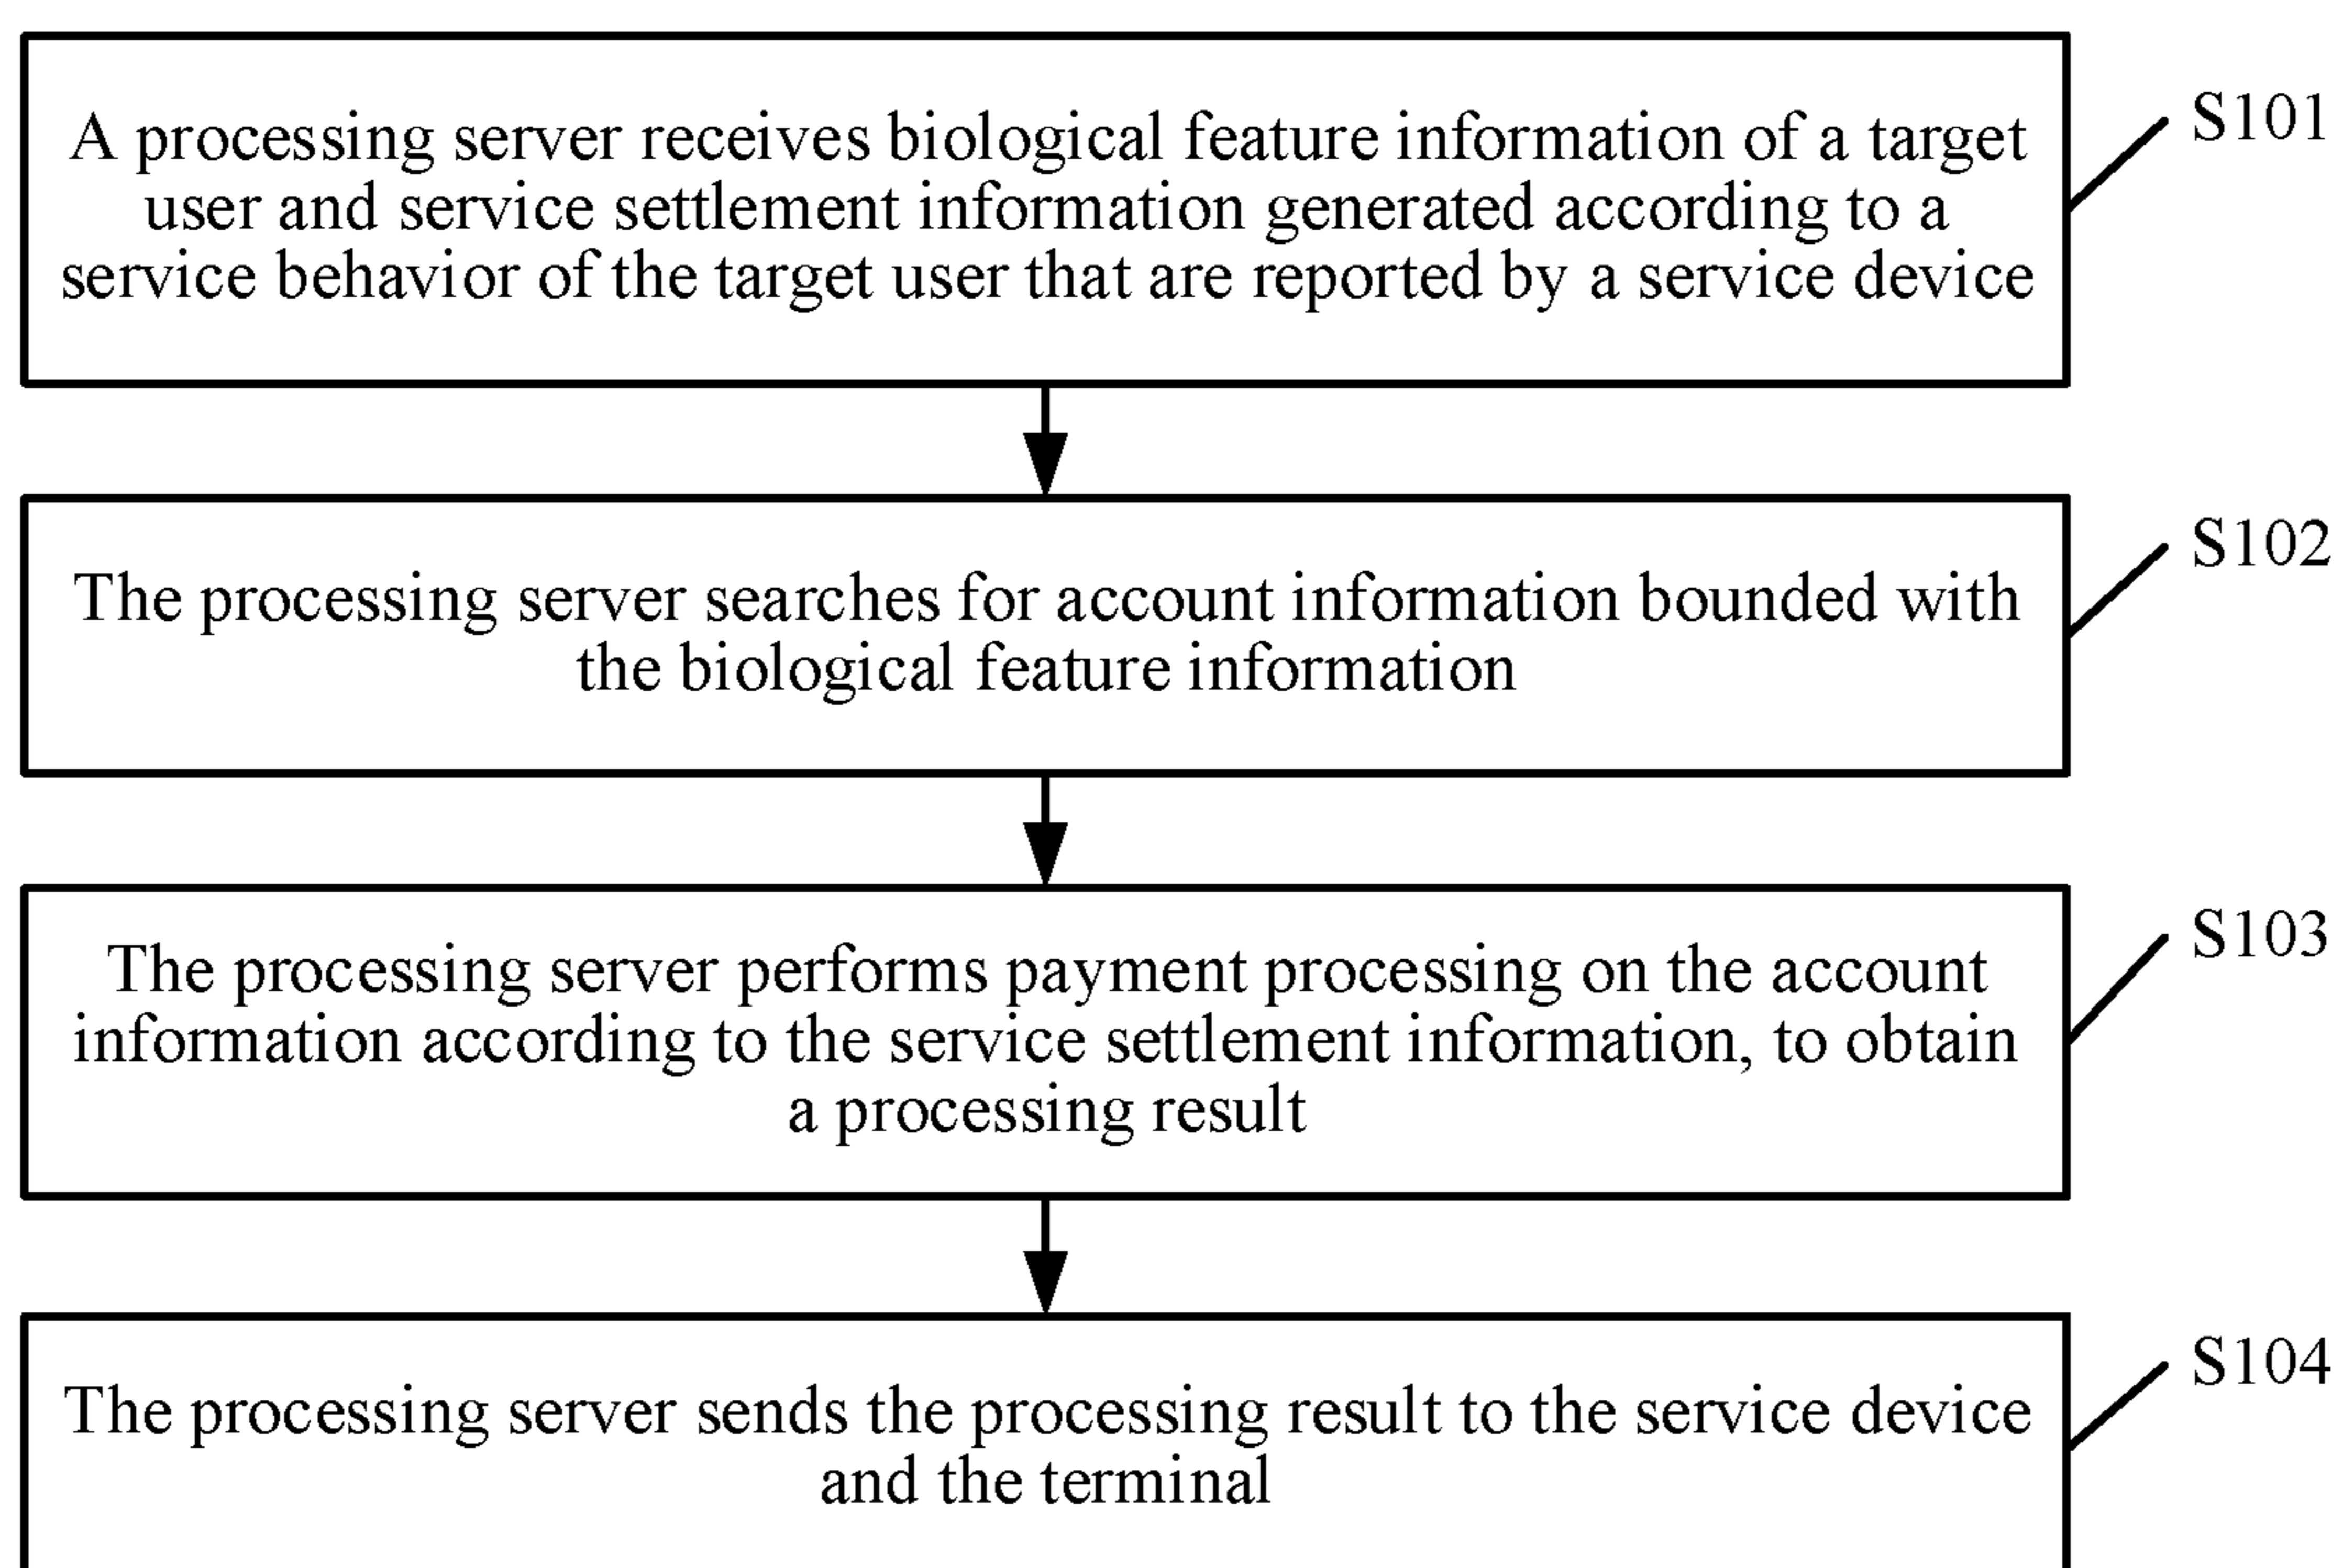 A processing server receives biological feature information of a target
user and service settlement information generated according to a
service behavior of the target user that are reported by a service device
S101
The processing server searches for account information bounded with
the biological feature information
S102
The processing server performs payment processing on the account
information according to the service settlement information, to obtain
a processing result
S103
The processing server sends the processing result to the service device
and the terminal
S104